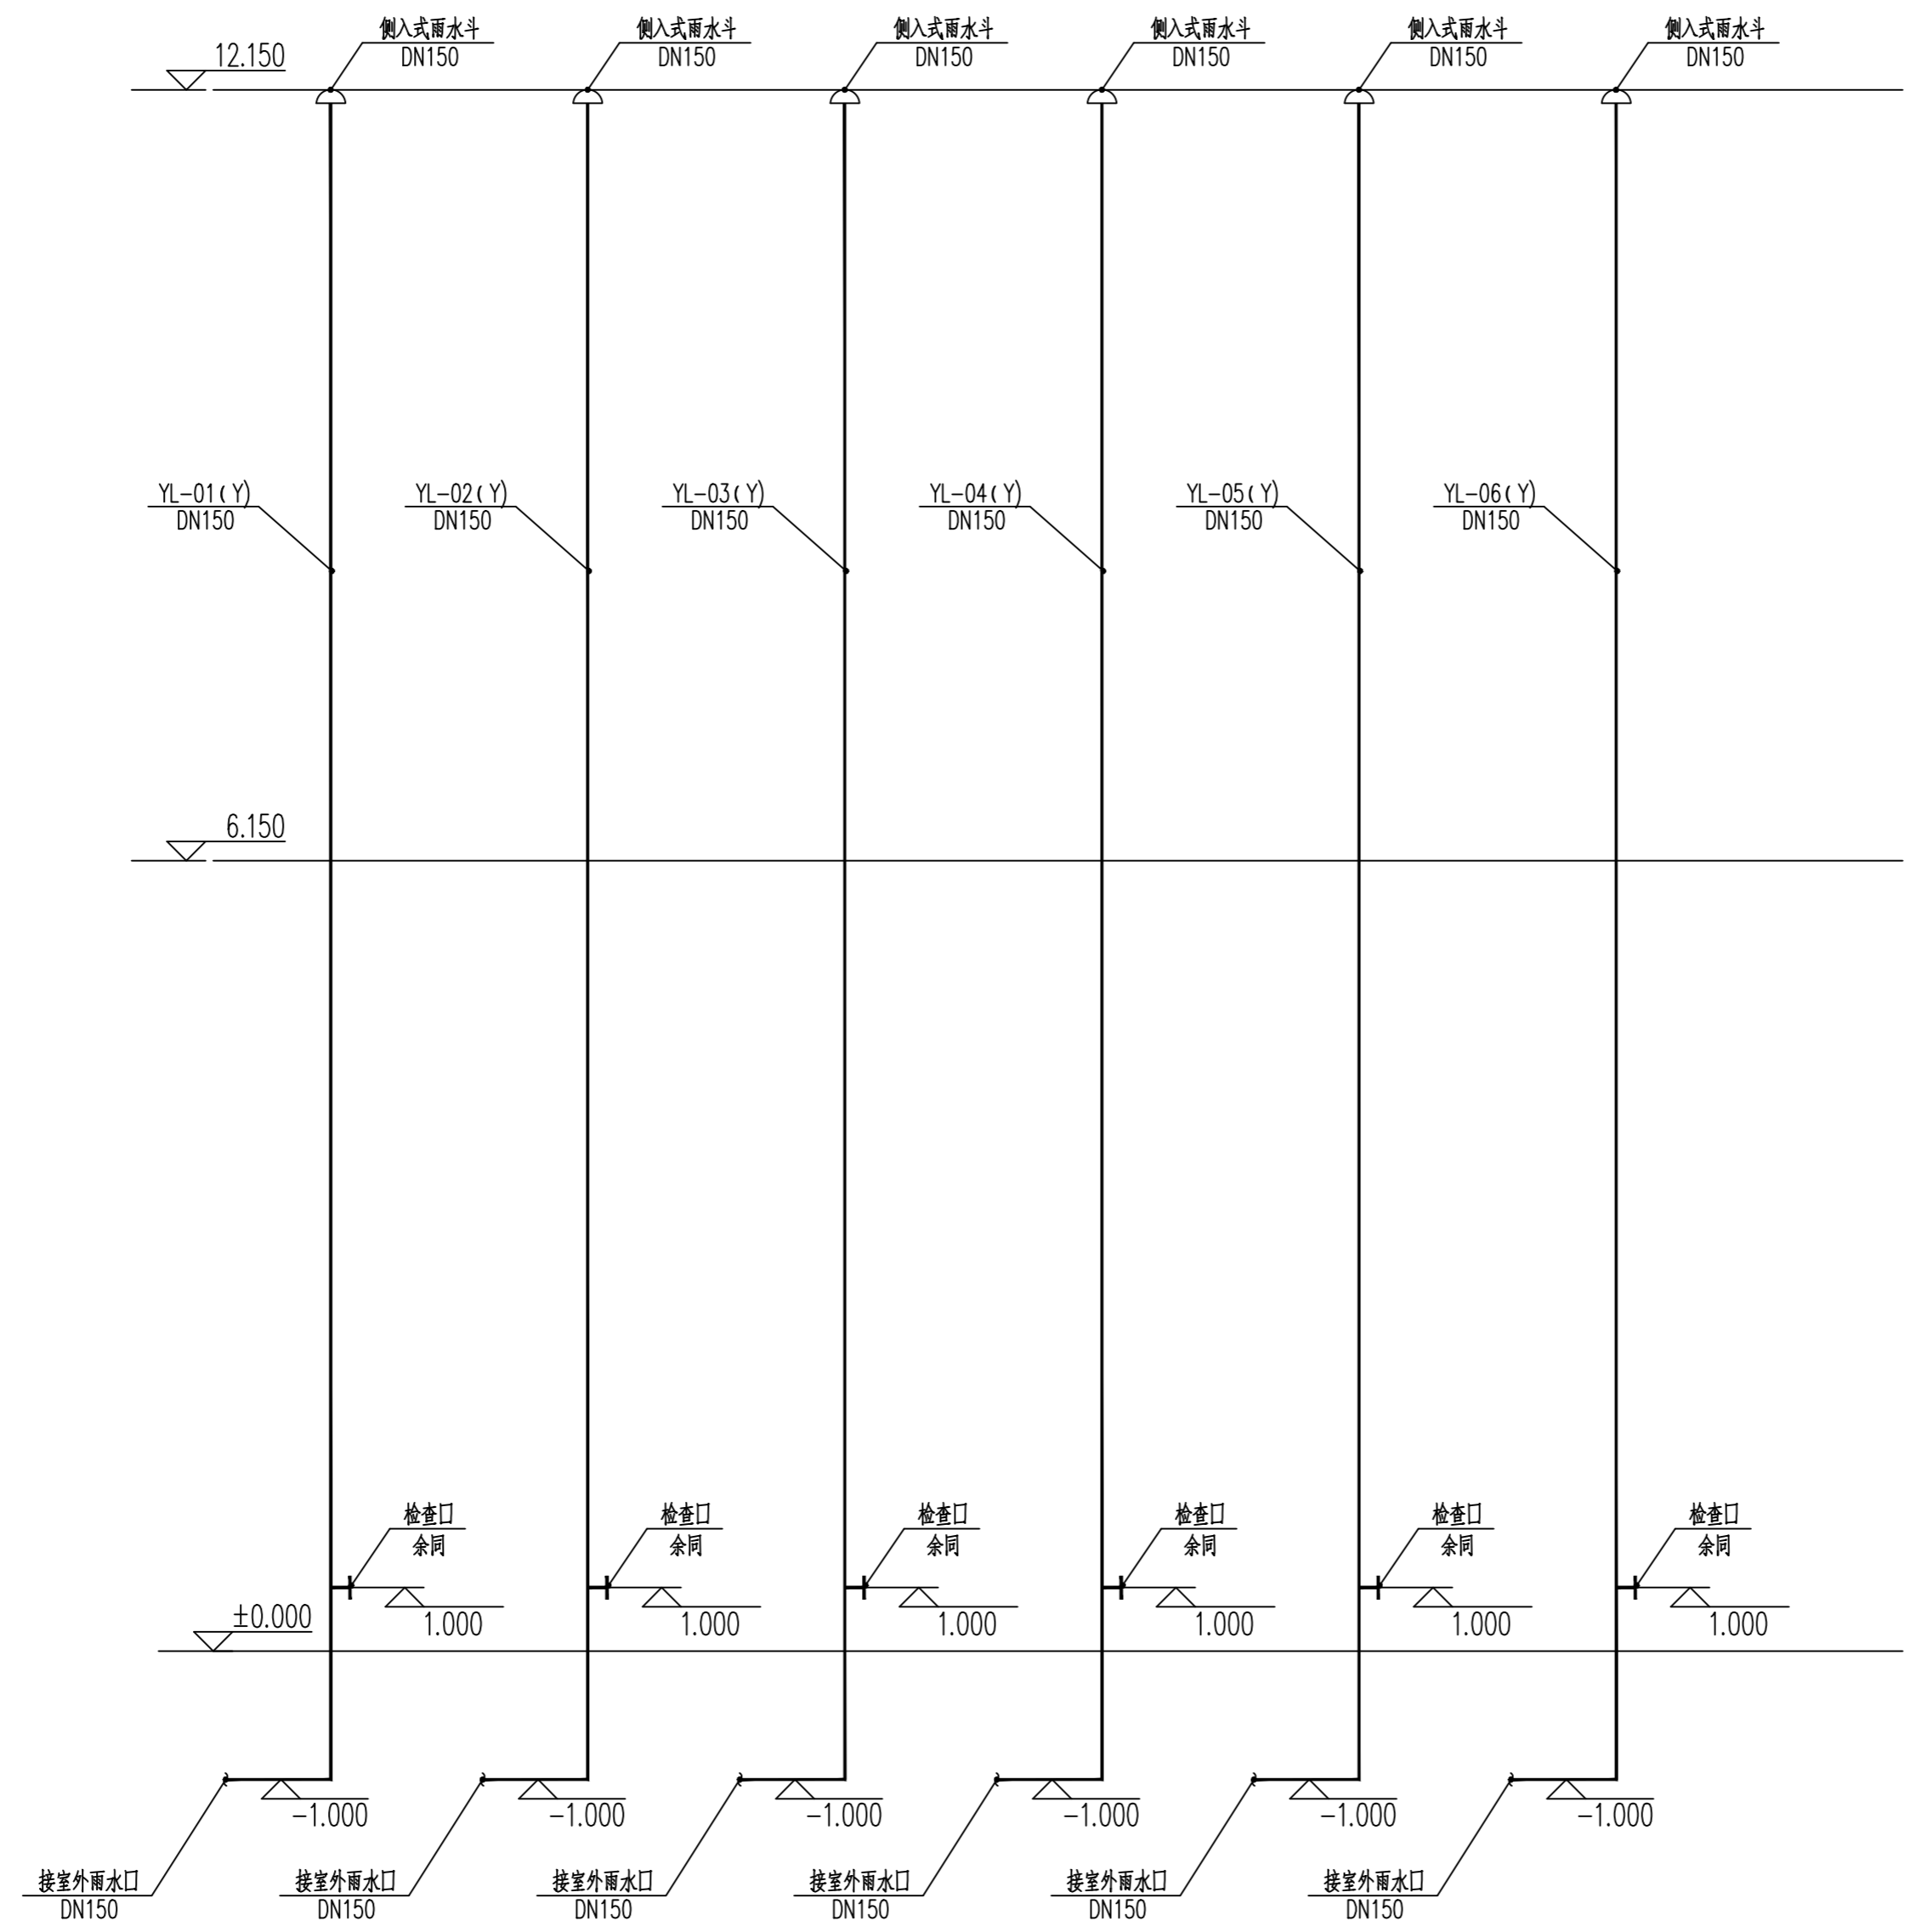 侧入式雨水斗
DN150
侧入式雨水斗
DN150
侧入式雨水斗
DN150
侧入式雨水斗
DN150
侧入式雨水斗
DN150
侧入式雨水斗
DN150
12.150
YL-01(Y)
DN150
YL-02(Y)
DN150
YL-03(Y)
DN150
YL-04(Y)
DN150
YL-05(Y)
DN150
YL-06(Y)
DN150
6.150
检查口
余同
检查口
余同
检查口
余同
检查口
余同
检查口
余同
检查口
余同
1.000
1.000
1.000
1.000
1.000
1.000
±0.000
-1.000
-1.000
-1.000
-1.000
-1.000
-1.000
接室外雨水口
DN150
接室外雨水口
DN150
接室外雨水口
DN150
接室外雨水口
DN150
接室外雨水口
DN150
接室外雨水口
DN150